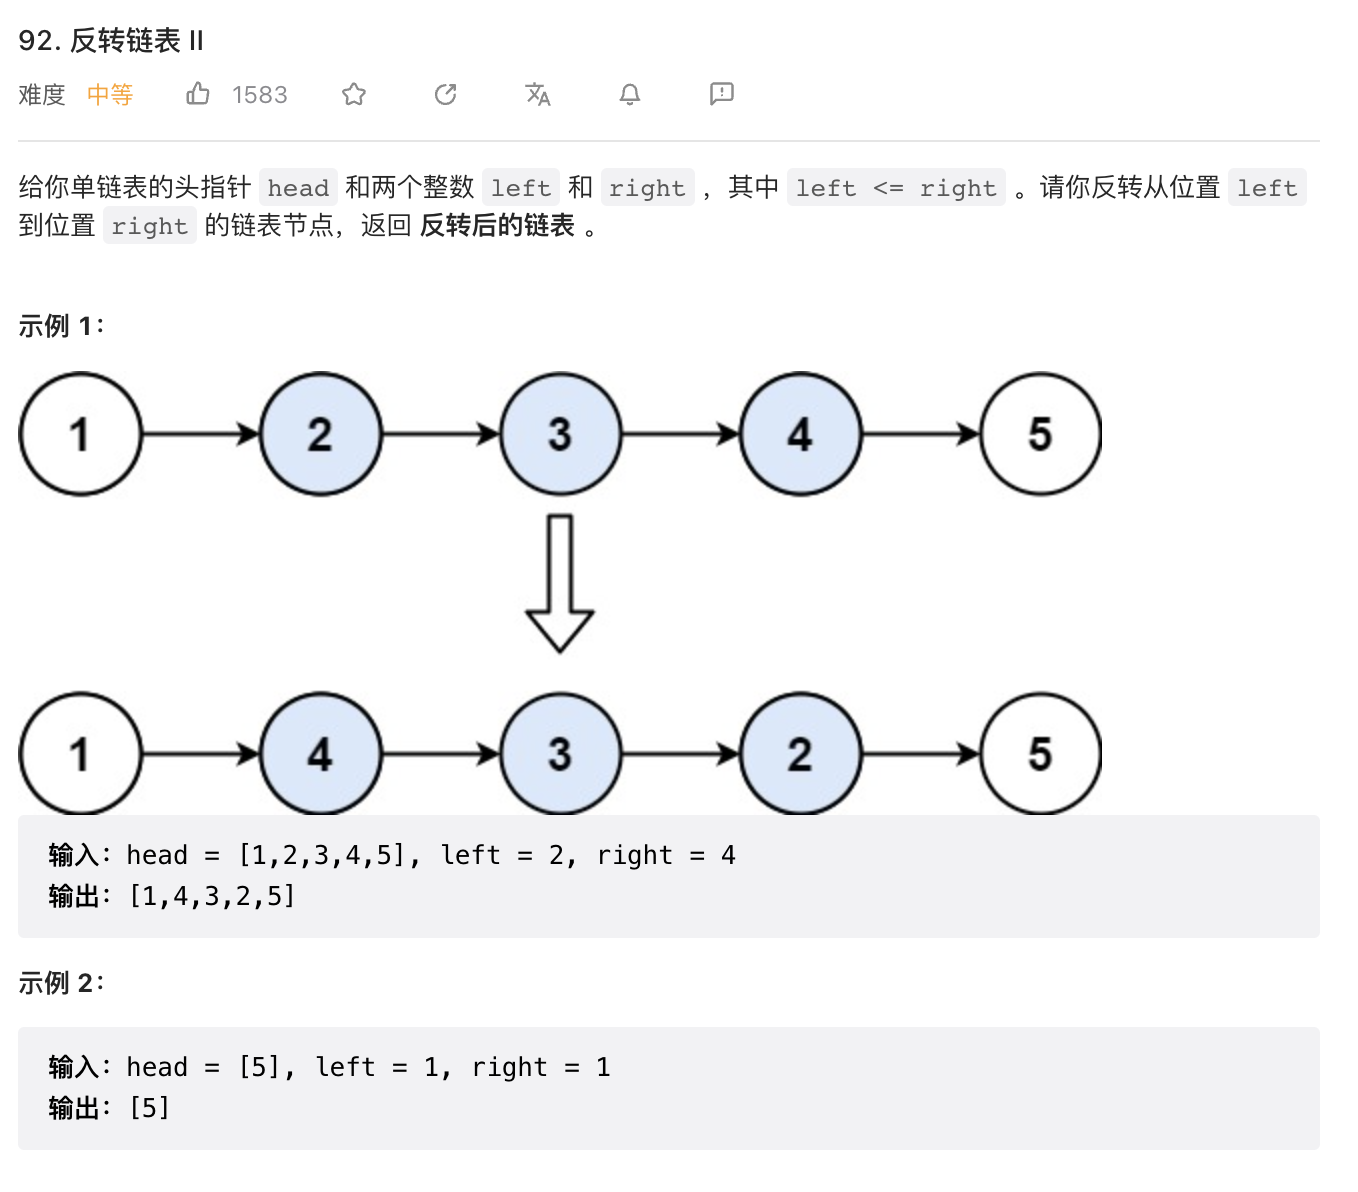 92. 反转链表 II
难度 中等 1583
给你单链表的头指针 head 和两个整数 left 和 right ，其中 left <= right 。请你反转从位置 left
到位置 right 的链表节点，返回 反转后的链表 。
示例 1：
1 2 3 4 5
1 4 3 2 5
输入：head = [1,2,3,4,5], left = 2, right = 4
输出：[1,4,3,2,5]
示例 2：
输入：head = [5], left = 1, right = 1
输出：[5]